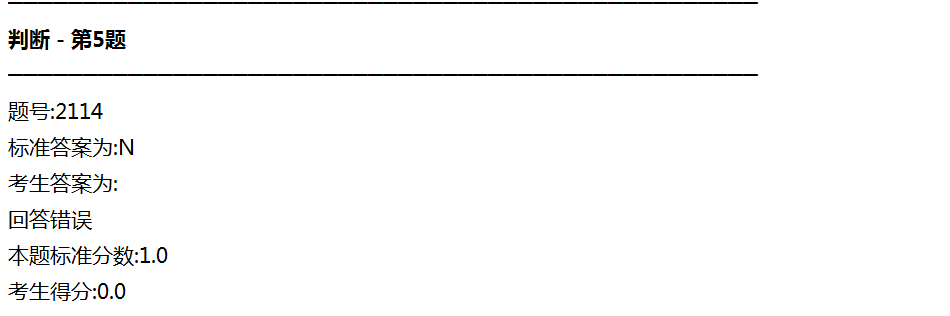 判断 - 第5题
题号:2114
标准答案为:N
考生答案为:
回答错误
本题标准分数:1.0
考生得分:0.0